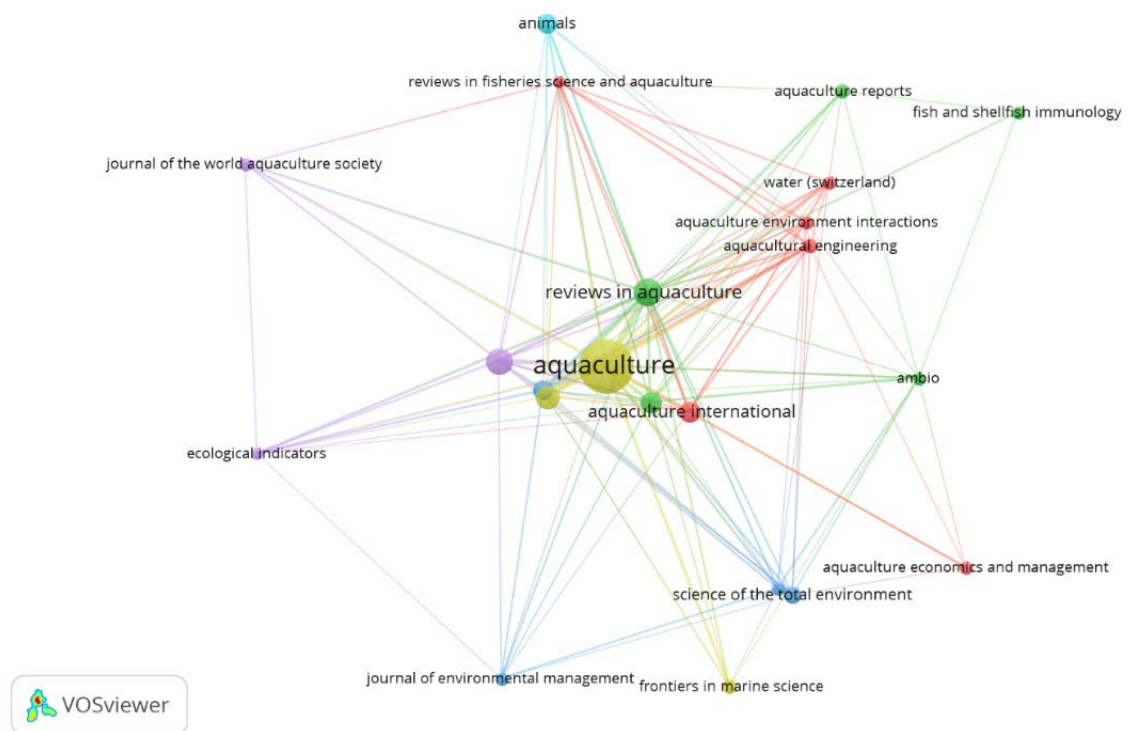 animals
reviews in fisheries science and aquaculture
aquaculture reports
fish and shellfish immunology
journal of the world aquaculture society
water (switzerland)
aquaculture environment interactions
aquacultural engineering
reviews in aquaculture
aquaculture
ambio
aquaculture international
ecological indicators
aquaculture economics and management
science of the total environment
journal of environmental management
frontiers in marine science
VOSviewer